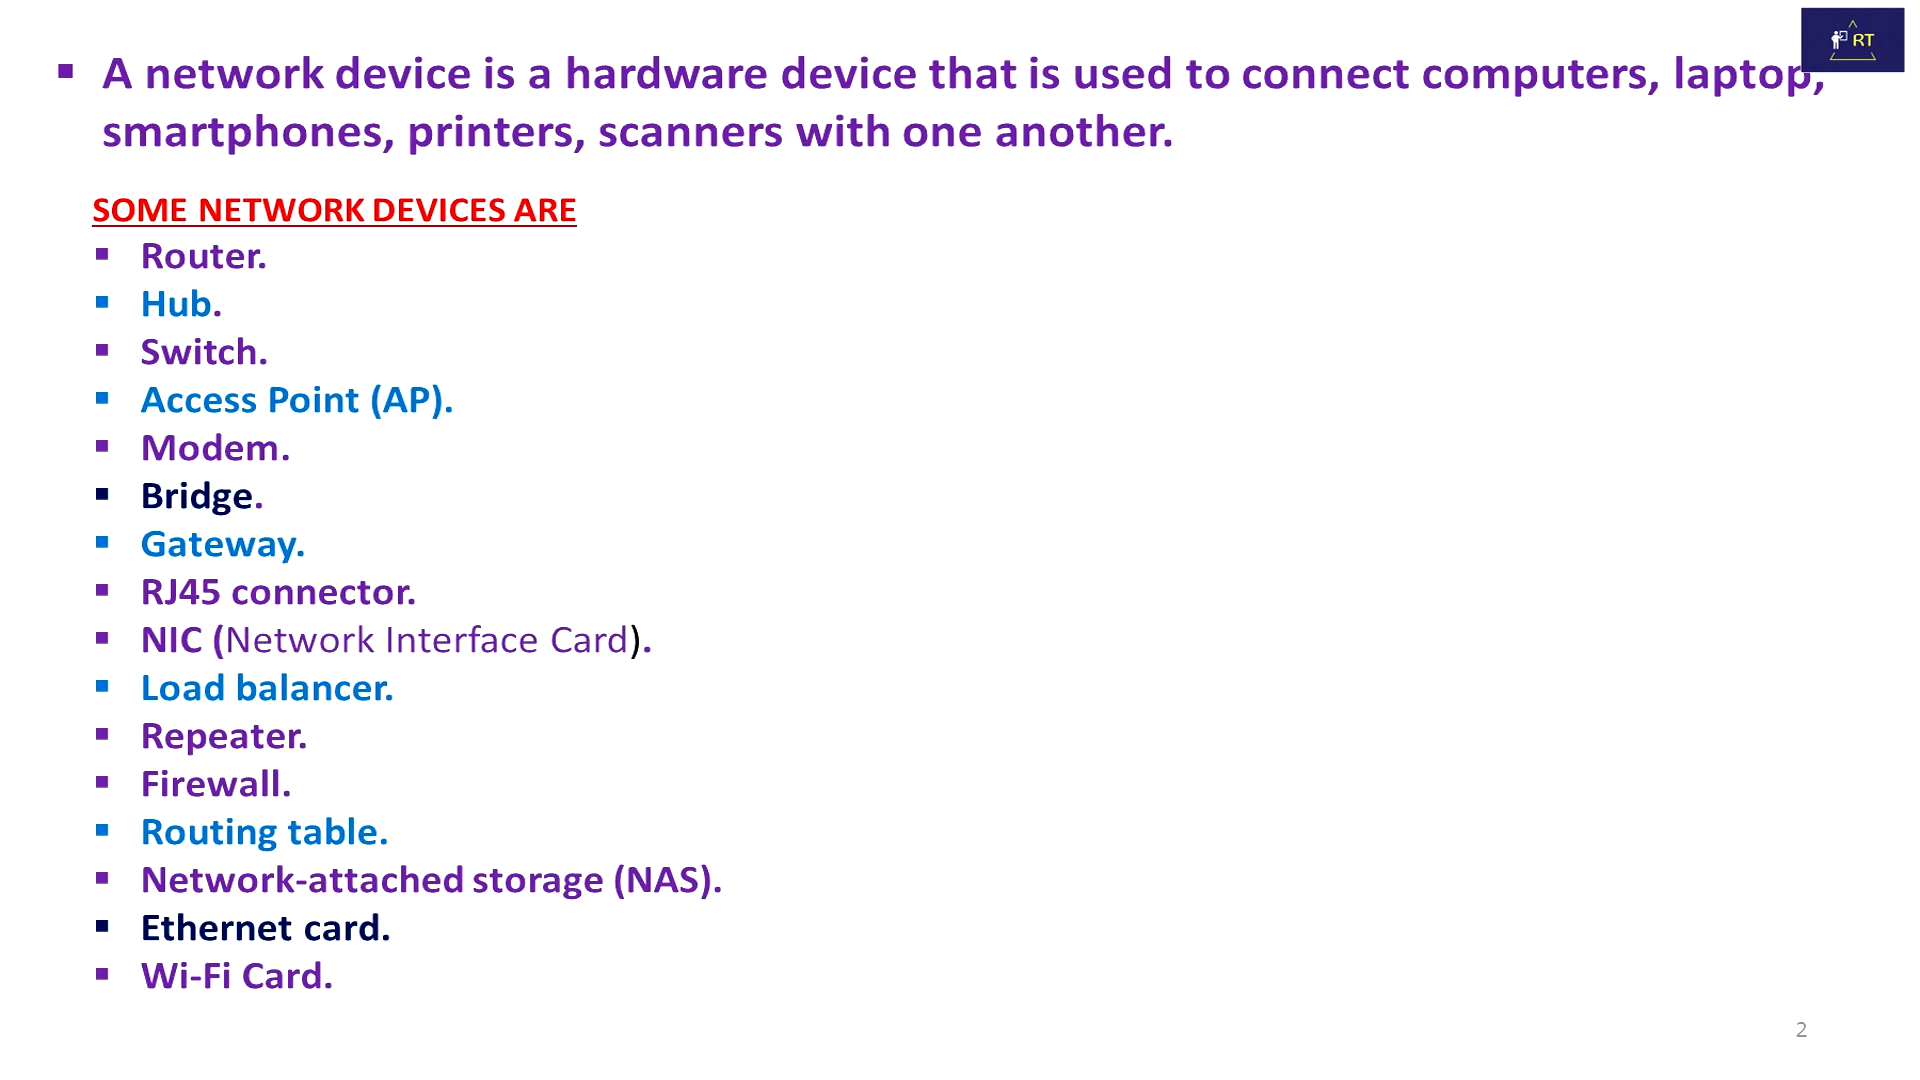 RT
▪ A network device is a hardware device that is used to connect computers, laptop,
smartphones, printers, scanners with one another.
SOME NETWORK DEVICES ARE
▪ Router.
▪ Hub.
▪ Switch.
▪ Access Point (AP).
▪ Modem.
▪ Bridge.
▪ Gateway.
▪ RJ45 connector.
▪ NIC (Network Interface Card).
▪ Load balancer.
▪ Repeater.
▪ Firewall.
▪ Routing table.
▪ Network-attached storage (NAS).
▪ Ethernet card.
▪ Wi-Fi Card.
2